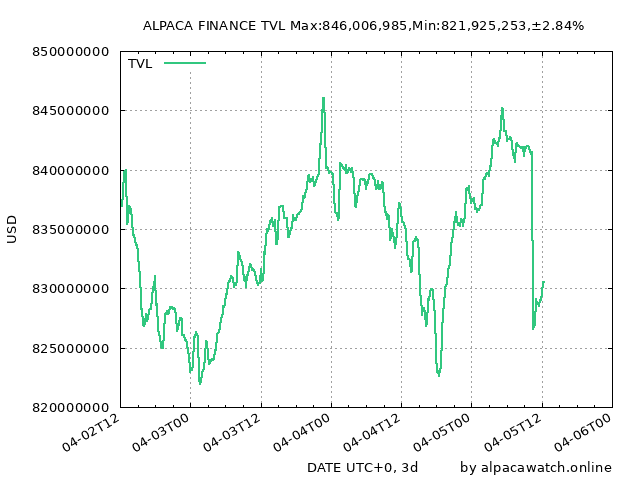 ALPACA FINANCE TVL Max:846,006,985,Min:821,925,253,±2.84%
850000000
TVL
845000000
840000000
835000000
USD
830000000
825000000
820000000
04-02T12
04-03T00
04-03T12
04-04T00
04-04T12
04-05T00
04-05T12
04-06T00
DATE UTC+0, 3d
by alpacawatch.online